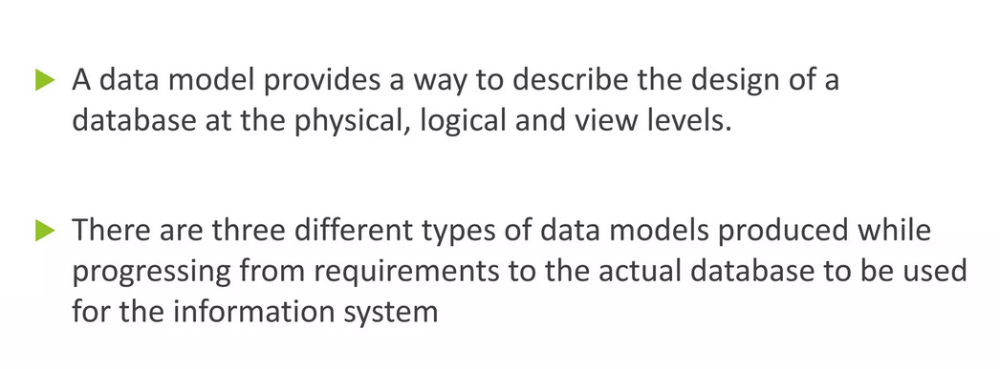 A data model provides a way to describe the design of a
database at the physical, logical and view levels.
There are three different types of data models produced while
progressing from requirements to the actual database to be used
for the information system